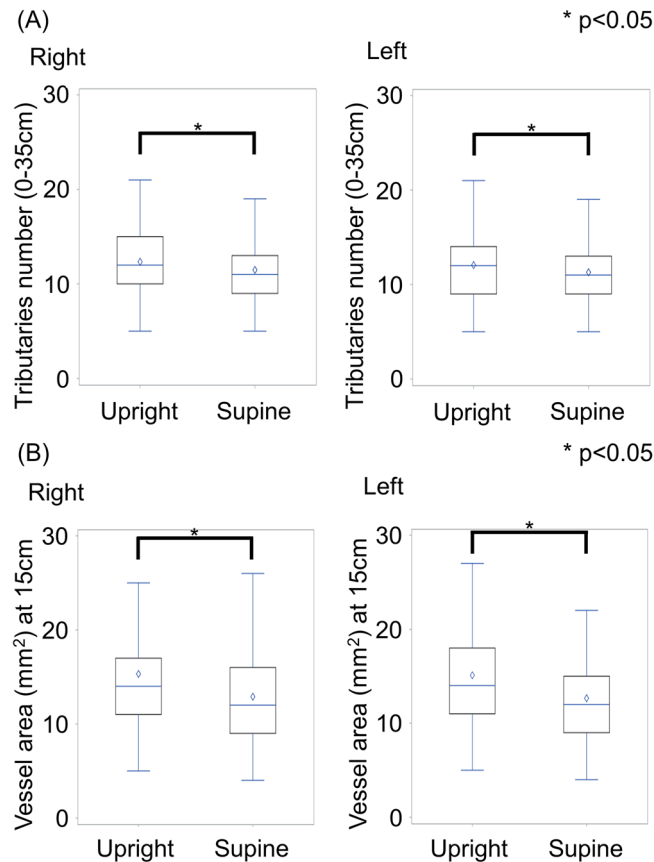 (A)
* p<0.05
Right
Left
Tributaries number (0-35cm)
30
20
10
0
*
Upright
Supine
Tributaries number (0-35cm)
30
20
10
0
*
Upright
Supine
(B)
* p<0.05
Right
Left
Vessel area (mm²) at 15cm
30
20
10
0
*
Upright
Supine
Vessel area (mm²) at 15cm
30
20
10
0
*
Upright
Supine